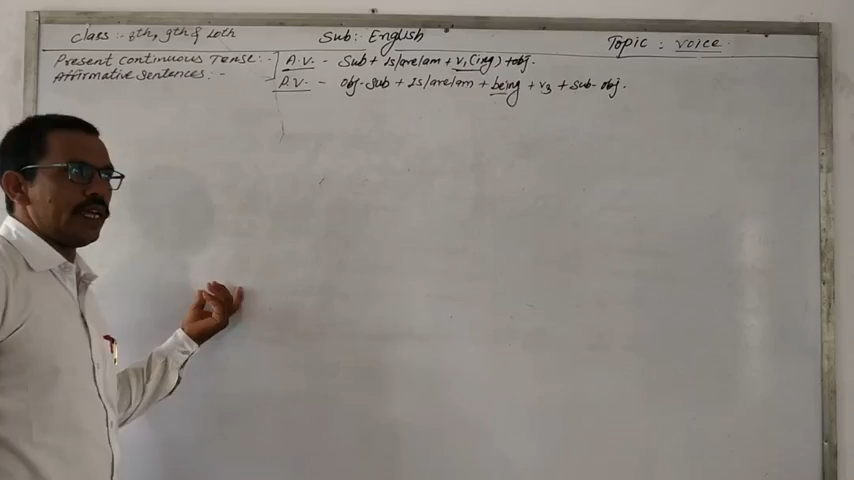 Class :- 8th, 9th & 10th Sub:- English Topic : Voice.
Present Continuous Tense:- A.V. - Sub + Is/are/am + V₁(ing) + obj.
Affirmative Sentences:- P.V. - Obj-Sub + Is/are/am + being + V₃ + Sub-obj.